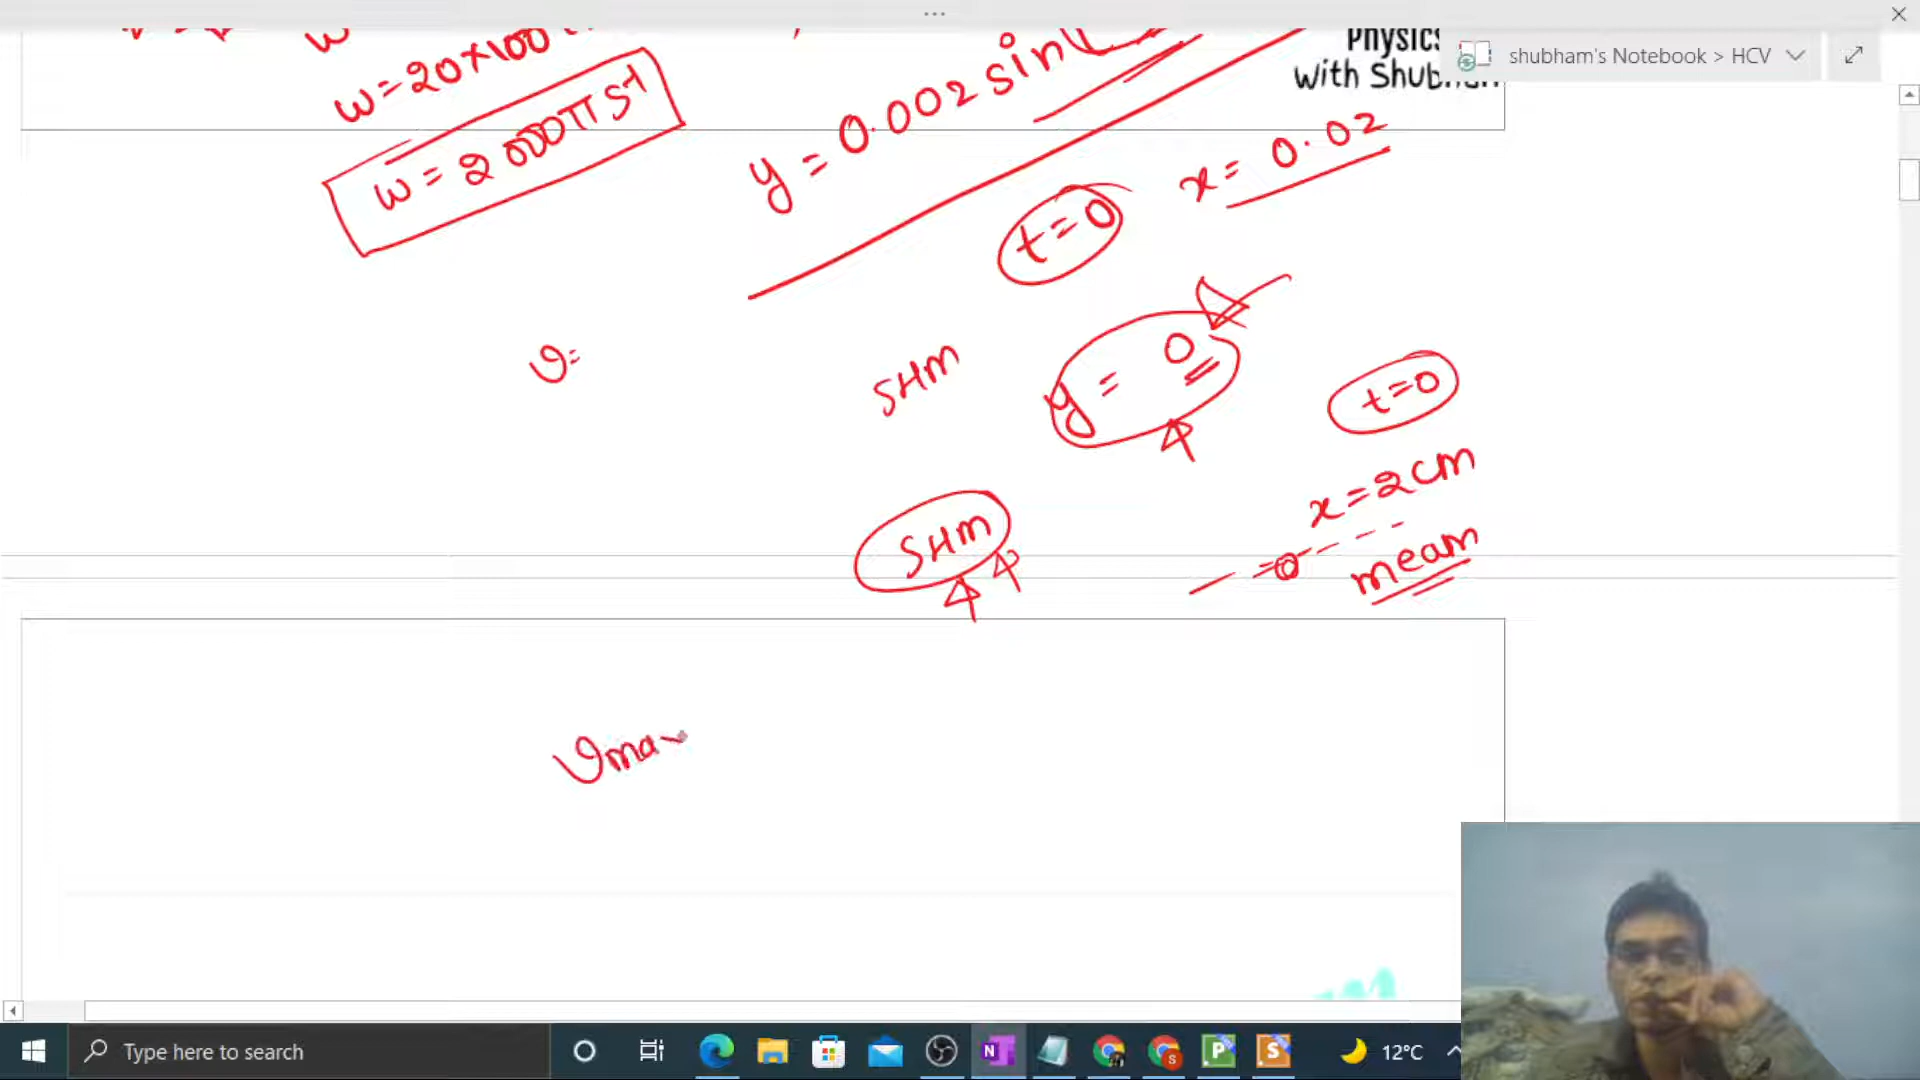 shubham's Notebook > HCV
Physics
with Shubham
w=20×100
w=2000π s-1
y = 0.002 sin
x= 0.02
t=0
v=
SHM
y = 0
t=0
x=2cm
SHM
mean
vmax
Type here to search
12°C